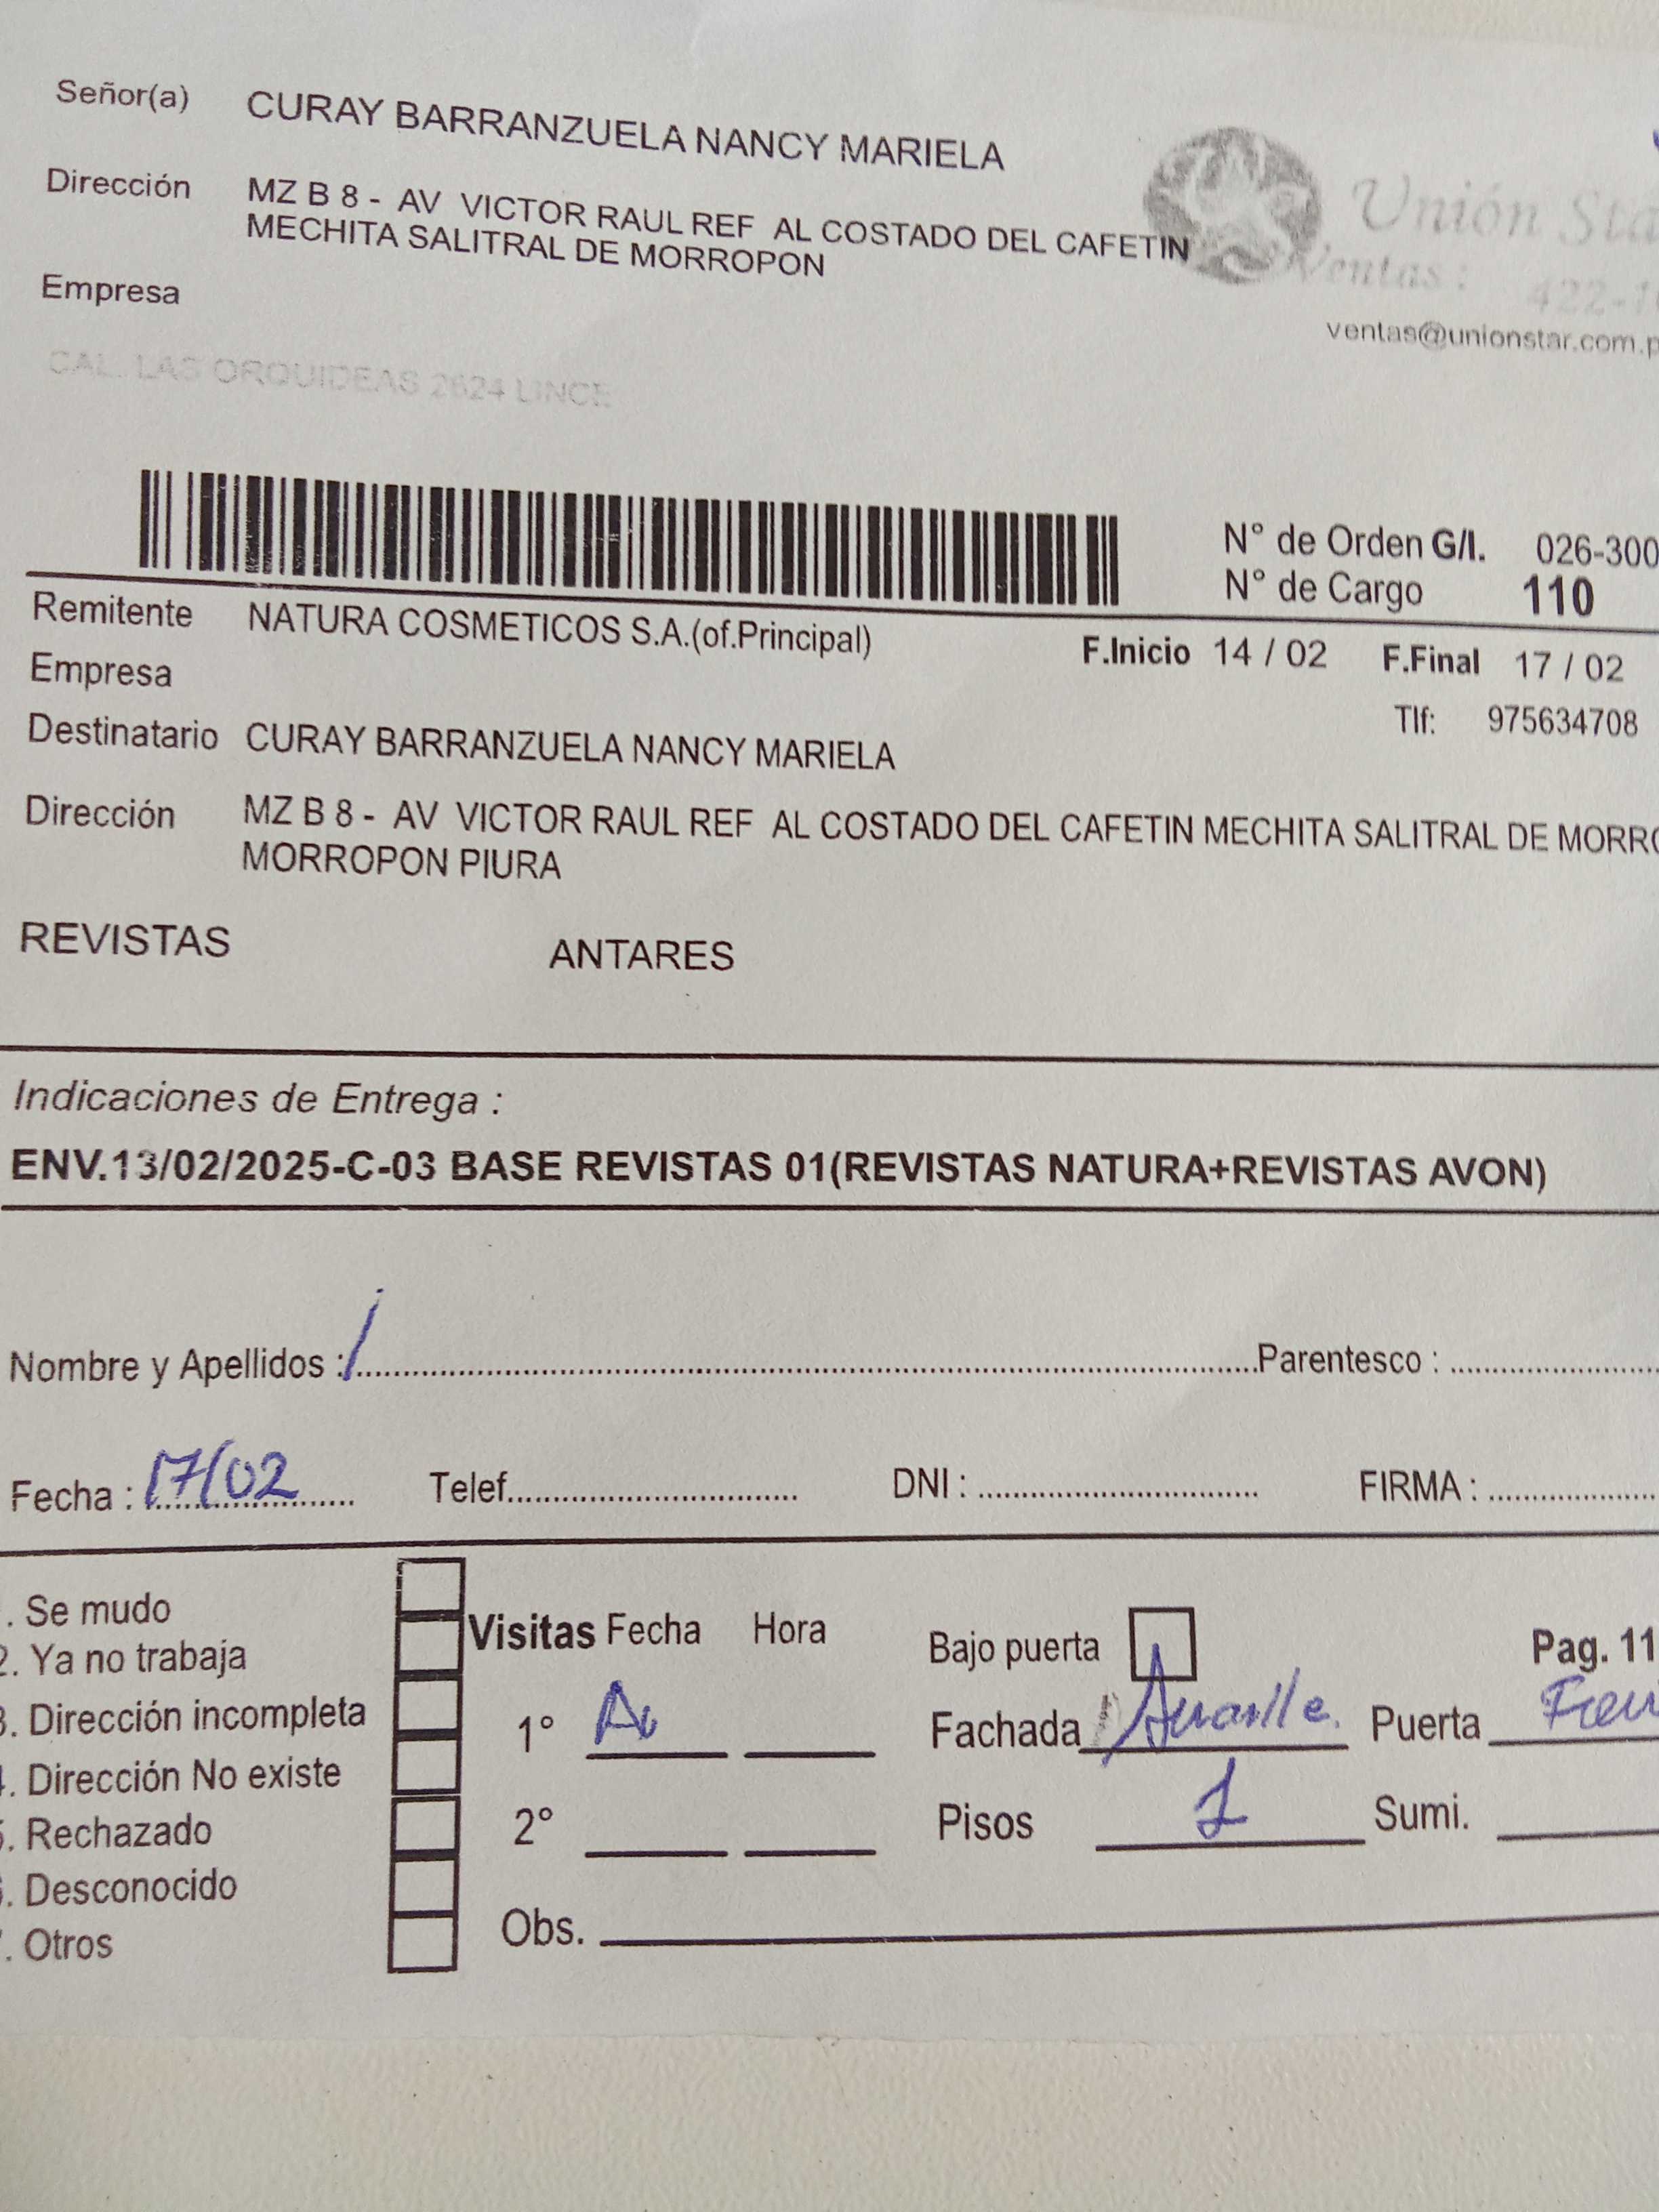 Señor(a) CURAY BARRANZUELA NANCY MARIELA
Dirección MZ B 8 - AV VICTOR RAUL REF AL COSTADO DEL CAFETIN
MECHITA SALITRAL DE MORROPON
Unión Sta
Ventas : 422-1
Empresa
ventas@unionstar.com.p
CAL. LAS ORQUIDEAS 2624 LINCE
N° de Orden G/I. 026-300
N° de Cargo 110
Remitente NATURA COSMETICOS S.A.(of.Principal)
F.Inicio 14 / 02 F.Final 17 / 02
Empresa
Tlf: 975634708
Destinatario CURAY BARRANZUELA NANCY MARIELA
Dirección MZ B 8 - AV VICTOR RAUL REF AL COSTADO DEL CAFETIN MECHITA SALITRAL DE MORRO
MORROPON PIURA
REVISTAS ANTARES
Indicaciones de Entrega :
ENV.13/02/2025-C-03 BASE REVISTAS 01(REVISTAS NATURA+REVISTAS AVON)
Nombre y Apellidos : Parentesco :
Fecha : 17/02 Telef. DNI : FIRMA :
. Se mudo
2. Ya no trabaja
3. Dirección incompleta
. Dirección No existe
. Rechazado
. Desconocido
. Otros
Visitas Fecha Hora
1°
2°
Obs.
Bajo puerta Pag. 11
Fachada Puerta
Pisos 1 Sumi.